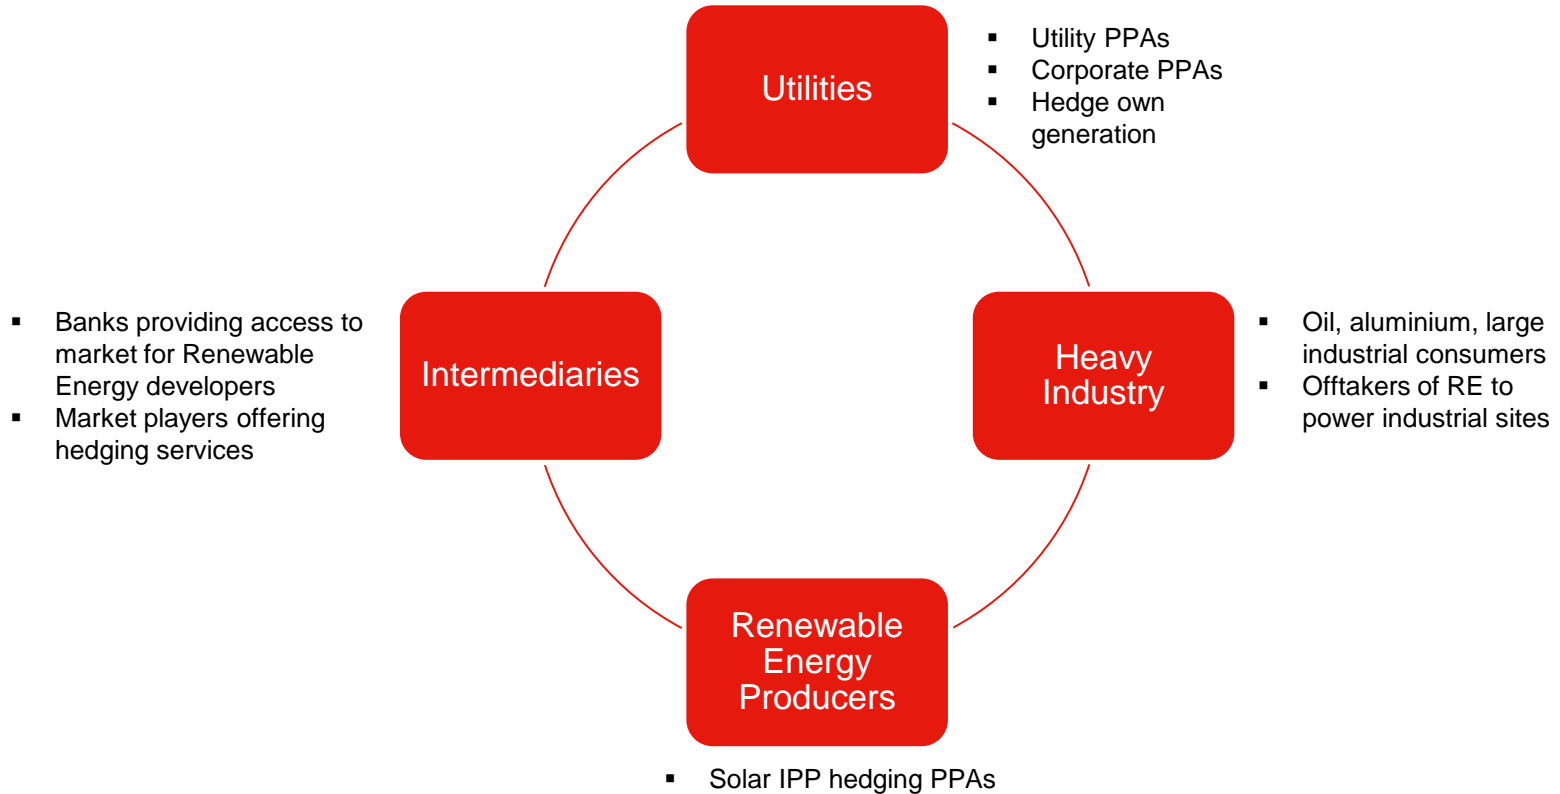 Utilities
▪ Utility PPAs
▪ Corporate PPAs
▪ Hedge own
generation
Intermediaries
▪ Banks providing access to
market for Renewable
Energy developers
▪ Market players offering
hedging services
Heavy
Industry
▪ Oil, aluminium, large
industrial consumers
▪ Offtakers of RE to
power industrial sites
Renewable
Energy
Producers
▪ Solar IPP hedging PPAs